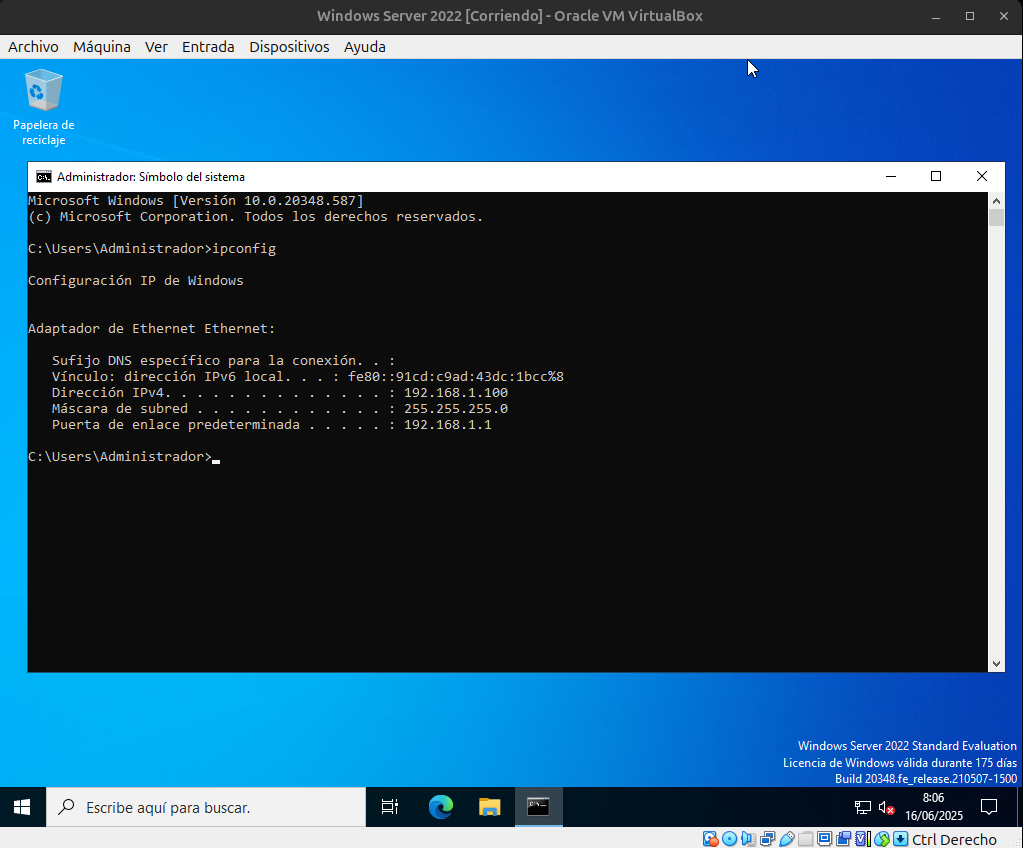 Windows Server 2022 [Corriendo] - Oracle VM VirtualBox
Archivo Máquina Ver Entrada Dispositivos Ayuda
Papelera de
reciclaje
Administrador: Símbolo del sistema
Microsoft Windows [Versión 10.0.20348.587]
(c) Microsoft Corporation. Todos los derechos reservados.
C:\Users\Administrador>ipconfig
Configuración IP de Windows
Adaptador de Ethernet Ethernet:
Sufijo DNS específico para la conexión. . :
Vínculo: dirección IPv6 local. . . : fe80::91cd:c9ad:43dc:1bcc%8
Dirección IPv4. . . . . . . . . . . . . . : 192.168.1.100
Máscara de subred . . . . . . . . . . . . : 255.255.255.0
Puerta de enlace predeterminada . . . . . : 192.168.1.1
C:\Users\Administrador>
Windows Server 2022 Standard Evaluation
Licencia de Windows válida durante 175 días
Build 20348.fe_release.210507-1500
Escribe aquí para buscar.
8:06
16/06/2025
Ctrl Derecho